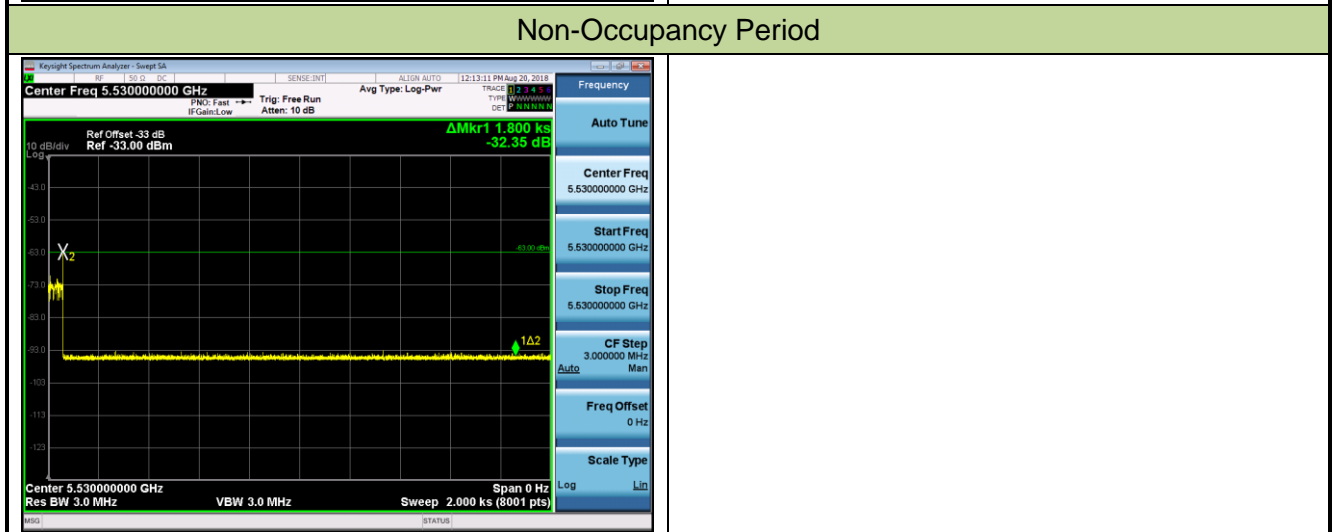 Non-Occupancy Period
Keysight Spectrum Analyzer - Swept SA
RF 50 Ω DC SENSE:INT ALIGN AUTO 12:13:11 PM Aug 20, 2018
Center Freq 5.530000000 GHz
PNO: Fast
IFGain:Low
Trig: Free Run
Atten: 10 dB
Avg Type: Log-Pwr
TRACE 1 2 3 4 5 6
TYPE WWWWWW
DET P N N N N N
Ref Offset -33 dB
10 dB/div Ref -33.00 dBm
Log
ΔMkr1 1.800 ks
-32.35 dB
-43.0
-53.0
-63.0
-73.0
-83.0
-93.0
-103
-113
-123
X2
-63.00 dBm
1Δ2
Center 5.530000000 GHz Span 0 Hz
Res BW 3.0 MHz VBW 3.0 MHz Sweep 2.000 ks (8001 pts)
MSG STATUS
Frequency
Auto Tune
Center Freq
5.530000000 GHz
Start Freq
5.530000000 GHz
Stop Freq
5.530000000 GHz
CF Step
3.000000 MHz
Auto Man
Freq Offset
0 Hz
Scale Type
Log Lin